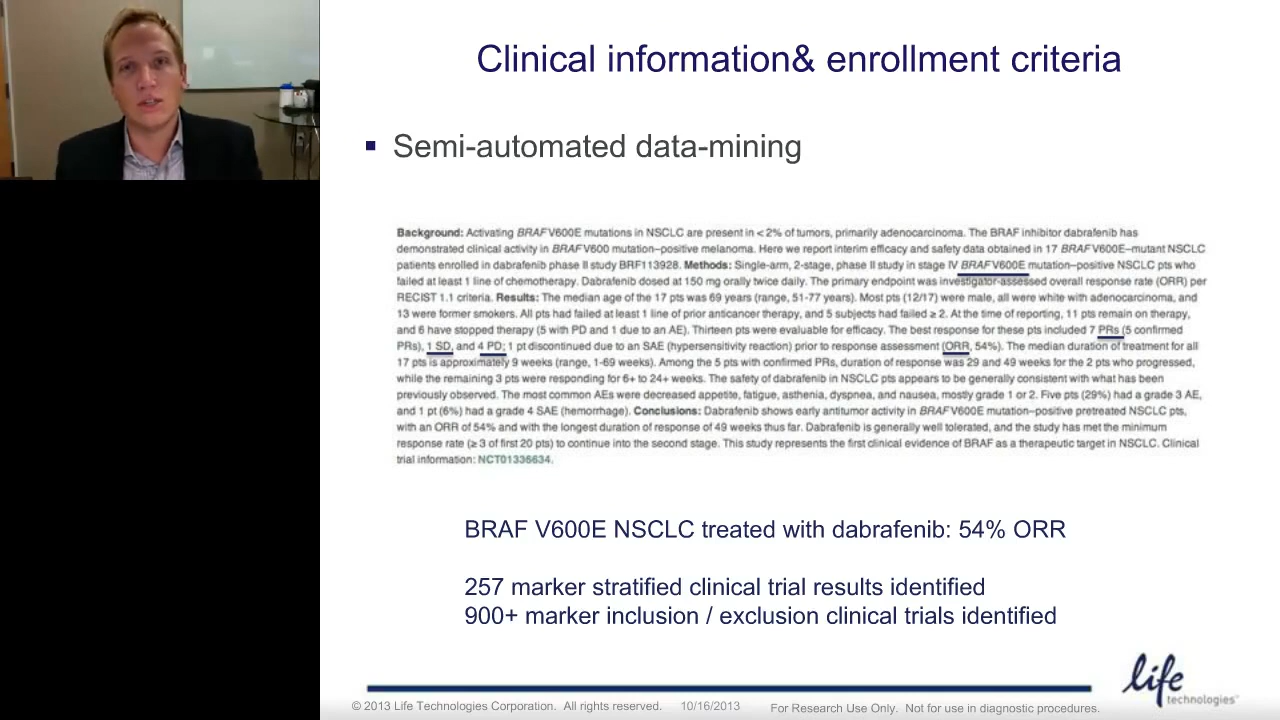 Clinical information& enrollment criteria
Semi-automated data-mining
Background: Activating BRAFV600E mutations in NSCLC are present in < 2% of tumors, primarily adenocarcinoma. The BRAF inhibitor dabrafenib has
demonstrated clinical activity in BRAFV600 mutation–positive melanoma. Here we report interim efficacy and safety data obtained in 17 BRAFV600E–mutant NSCLC
patients enrolled in dabrafenib phase II study BRF113928. Methods: Single-arm, 2-stage, phase II study in stage IV BRAFV600E mutation–positive NSCLC pts who
failed at least 1 line of chemotherapy. Dabrafenib dosed at 150 mg orally twice daily. The primary endpoint was investigator-assessed overall response rate (ORR) per
RECIST 1.1 criteria. Results: The median age of the 17 pts was 69 years (range, 51-77 years). Most pts (12/17) were male, all were white with adenocarcinoma, and
13 were former smokers. All pts had failed at least 1 line of prior anticancer therapy, and 5 subjects had failed ≥ 2. At the time of reporting, 11 pts remain on therapy,
and 6 have stopped therapy (5 with PD and 1 due to an AE). Thirteen pts were evaluable for efficacy. The best response for these pts included 7 PRs (5 confirmed
PRs), 1 SD, and 4 PD; 1 pt discontinued due to an SAE (hypersensitivity reaction) prior to response assessment (ORR, 54%). The median duration of treatment for all
17 pts is approximately 9 weeks (range, 1-69 weeks). Among the 5 pts with confirmed PRs, duration of response was 29 and 49 weeks for the 2 pts who progressed,
while the remaining 3 pts were responding for 6+ to 24+ weeks. The safety of dabrafenib in NSCLC pts appears to be generally consistent with what has been
previously observed. The most common AEs were decreased appetite, fatigue, asthenia, dyspnea, and nausea, mostly grade 1 or 2. Five pts (29%) had a grade 3 AE,
and 1 pt (6%) had a grade 4 SAE (hemorrhage). Conclusions: Dabrafenib shows early antitumor activity in BRAFV600E mutation–positive pretreated NSCLC pts,
with an ORR of 54% and with the longest duration of response of 49 weeks thus far. Dabrafenib is generally well tolerated, and the study has met the minimum
response rate (≥ 3 of first 20 pts) to continue into the second stage. This study represents the first clinical evidence of BRAF as a therapeutic target in NSCLC. Clinical
trial information: NCT01336634.
BRAF V600E NSCLC treated with dabrafenib: 54% ORR
257 marker stratified clinical trial results identified
900+ marker inclusion / exclusion clinical trials identified
life
technologies™
© 2013 Life Technologies Corporation. All rights reserved. 10/16/2013 For Research Use Only. Not for use in diagnostic procedures.